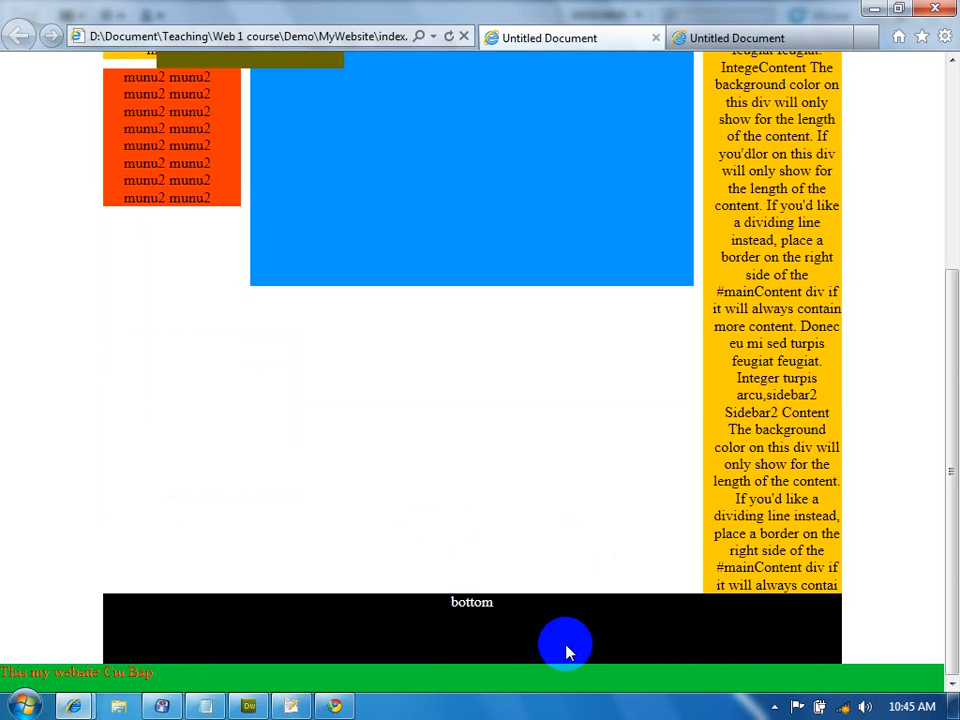 D:\Document\Teaching\Web 1 course\Demo\MyWebsite\index.
Untitled Document
Untitled Document
munu2 munu2
munu2 munu2
munu2 munu2
munu2 munu2
munu2 munu2
munu2 munu2
munu2 munu2
munu2 munu2
feugiat feugiat.
IntegeContent The
background color on
this div will only
show for the length
of the content. If
you'dlor on this div
will only show for
the length of the
content. If you'd like
a dividing line
instead, place a
border on the right
side of the
#mainContent div if
it will always contain
more content. Donec
eu mi sed turpis
feugiat feugiat.
Integer turpis
arcu,sidebar2
Sidebar2 Content
The background
color on this div will
only show for the
length of the content.
If you'd like a
dividing line instead,
place a border on the
right side of the
#mainContent div if
it will always contai
bottom
This my website Cuu Bap
Dw
10:45 AM